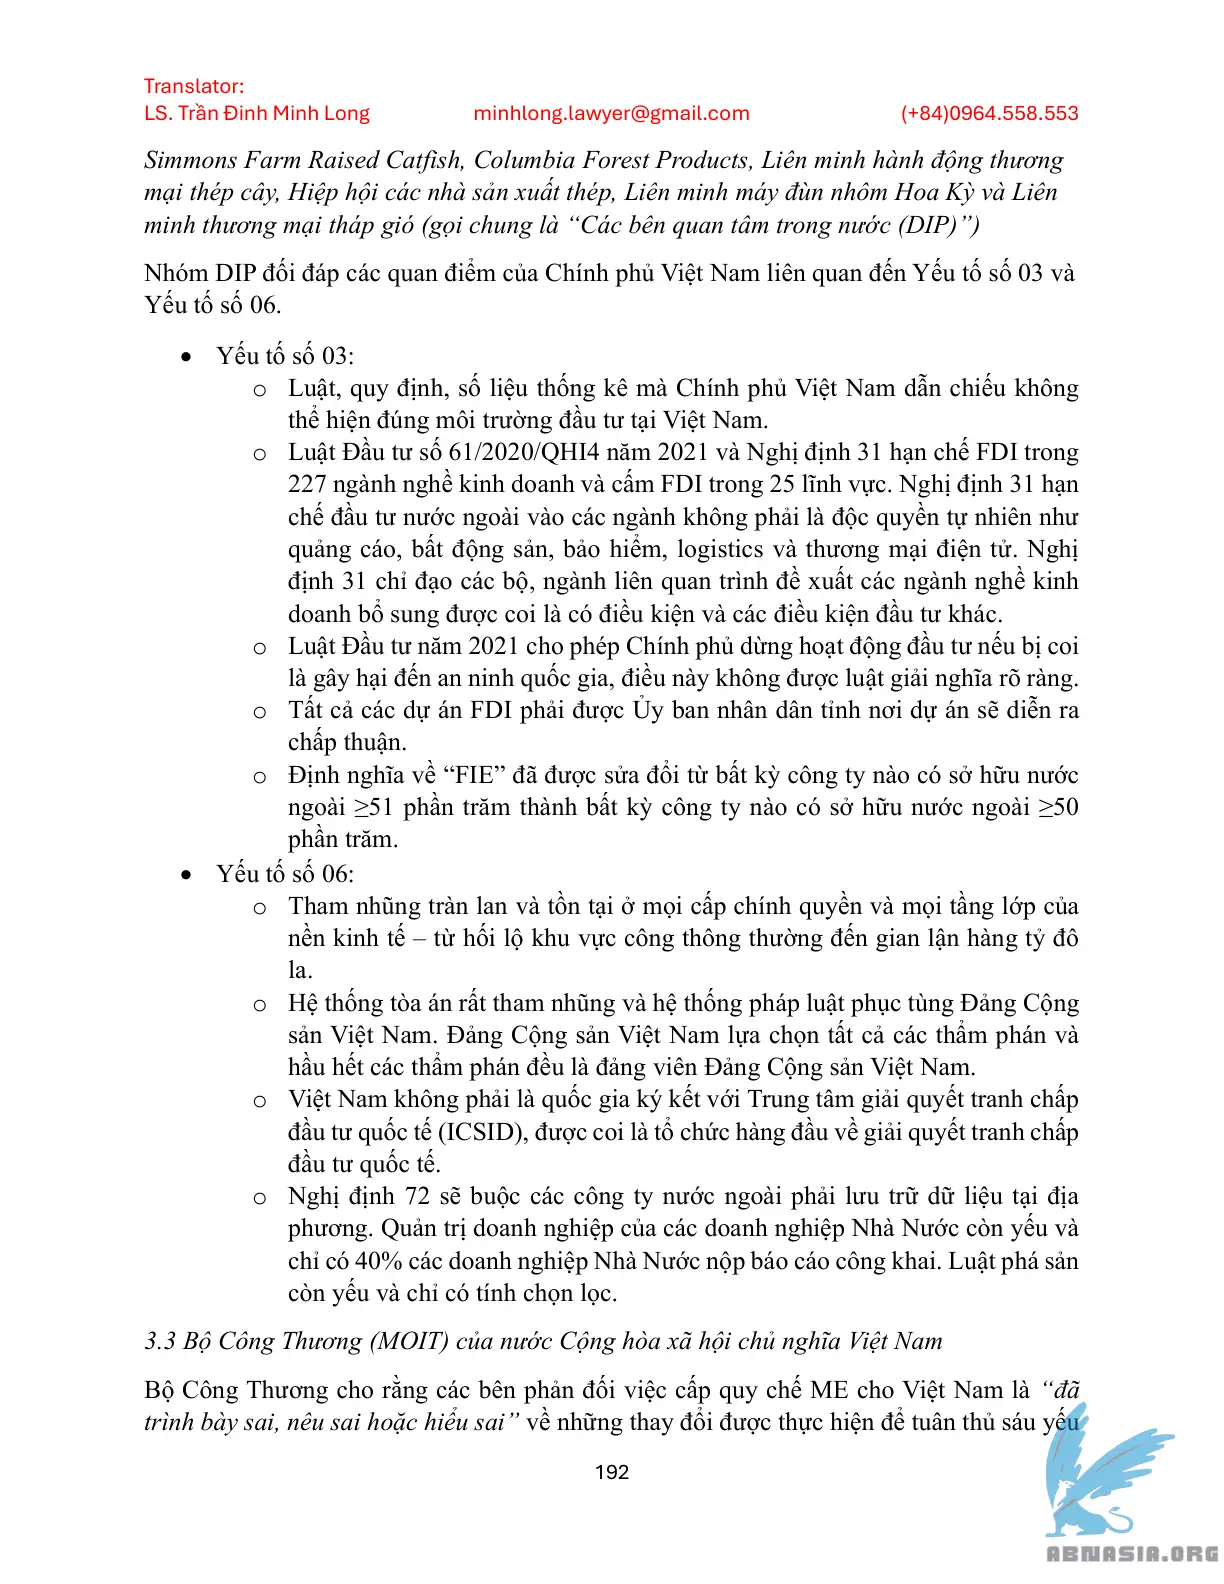 Translator:
LS. Trần Đinh Minh Long minhlong.lawyer@gmail.com (+84)0964.558.553
Simmons Farm Raised Catfish, Columbia Forest Products, Liên minh hành động thương
mại thép cây, Hiệp hội các nhà sản xuất thép, Liên minh máy đùn nhôm Hoa Kỳ và Liên
minh thương mại tháp gió (gọi chung là “Các bên quan tâm trong nước (DIP)”)
Nhóm DIP đối đáp các quan điểm của Chính phủ Việt Nam liên quan đến Yếu tố số 03 và
Yếu tố số 06.
• Yếu tố số 03:
o Luật, quy định, số liệu thống kê mà Chính phủ Việt Nam dẫn chiếu không
thể hiện đúng môi trường đầu tư tại Việt Nam.
o Luật Đầu tư số 61/2020/QHI4 năm 2021 và Nghị định 31 hạn chế FDI trong
227 ngành nghề kinh doanh và cấm FDI trong 25 lĩnh vực. Nghị định 31 hạn
chế đầu tư nước ngoài vào các ngành không phải là độc quyền tự nhiên như
quảng cáo, bất động sản, bảo hiểm, logistics và thương mại điện tử. Nghị
định 31 chỉ đạo các bộ, ngành liên quan trình đề xuất các ngành nghề kinh
doanh bổ sung được coi là có điều kiện và các điều kiện đầu tư khác.
o Luật Đầu tư năm 2021 cho phép Chính phủ dừng hoạt động đầu tư nếu bị coi
là gây hại đến an ninh quốc gia, điều này không được luật giải nghĩa rõ ràng.
o Tất cả các dự án FDI phải được Ủy ban nhân dân tỉnh nơi dự án sẽ diễn ra
chấp thuận.
o Định nghĩa về “FIE” đã được sửa đổi từ bất kỳ công ty nào có sở hữu nước
ngoài ≥51 phần trăm thành bất kỳ công ty nào có sở hữu nước ngoài ≥50
phần trăm.
• Yếu tố số 06:
o Tham nhũng tràn lan và tồn tại ở mọi cấp chính quyền và mọi tầng lớp của
nền kinh tế – từ hối lộ khu vực công thông thường đến gian lận hàng tỷ đô
la.
o Hệ thống tòa án rất tham nhũng và hệ thống pháp luật phục tùng Đảng Cộng
sản Việt Nam. Đảng Cộng sản Việt Nam lựa chọn tất cả các thẩm phán và
hầu hết các thẩm phán đều là đảng viên Đảng Cộng sản Việt Nam.
o Việt Nam không phải là quốc gia ký kết với Trung tâm giải quyết tranh chấp
đầu tư quốc tế (ICSID), được coi là tổ chức hàng đầu về giải quyết tranh chấp
đầu tư quốc tế.
o Nghị định 72 sẽ buộc các công ty nước ngoài phải lưu trữ dữ liệu tại địa
phương. Quản trị doanh nghiệp của các doanh nghiệp Nhà Nước còn yếu và
chỉ có 40% các doanh nghiệp Nhà Nước nộp báo cáo công khai. Luật phá sản
còn yếu và chỉ có tính chọn lọc.
3.3 Bộ Công Thương (MOIT) của nước Cộng hòa xã hội chủ nghĩa Việt Nam
Bộ Công Thương cho rằng các bên phản đối việc cấp quy chế ME cho Việt Nam là “đã
trình bày sai, nêu sai hoặc hiểu sai” về những thay đổi được thực hiện để tuân thủ sáu yếu
192
ABNASIA.ORG